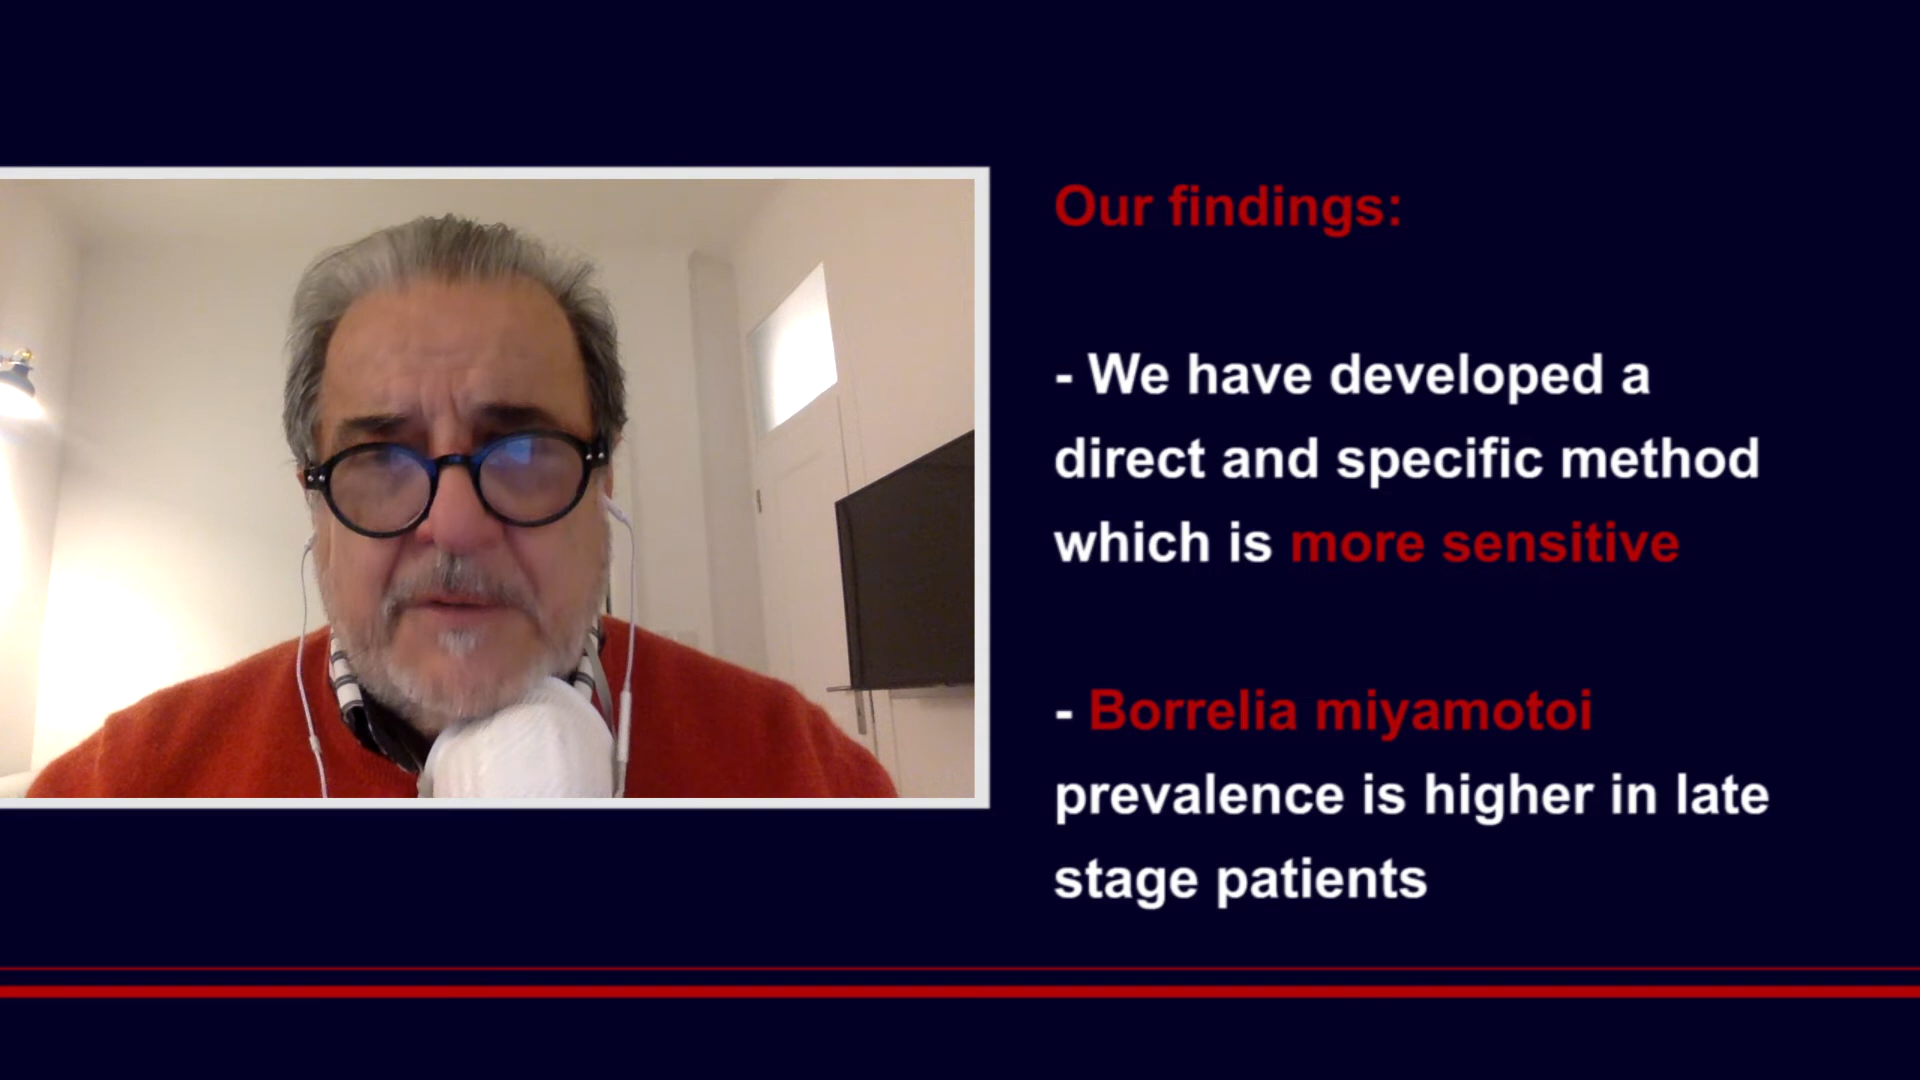 Our findings:
- We have developed a
direct and specific method
which is more sensitive
- Borrelia miyamotoi
prevalence is higher in late
stage patients